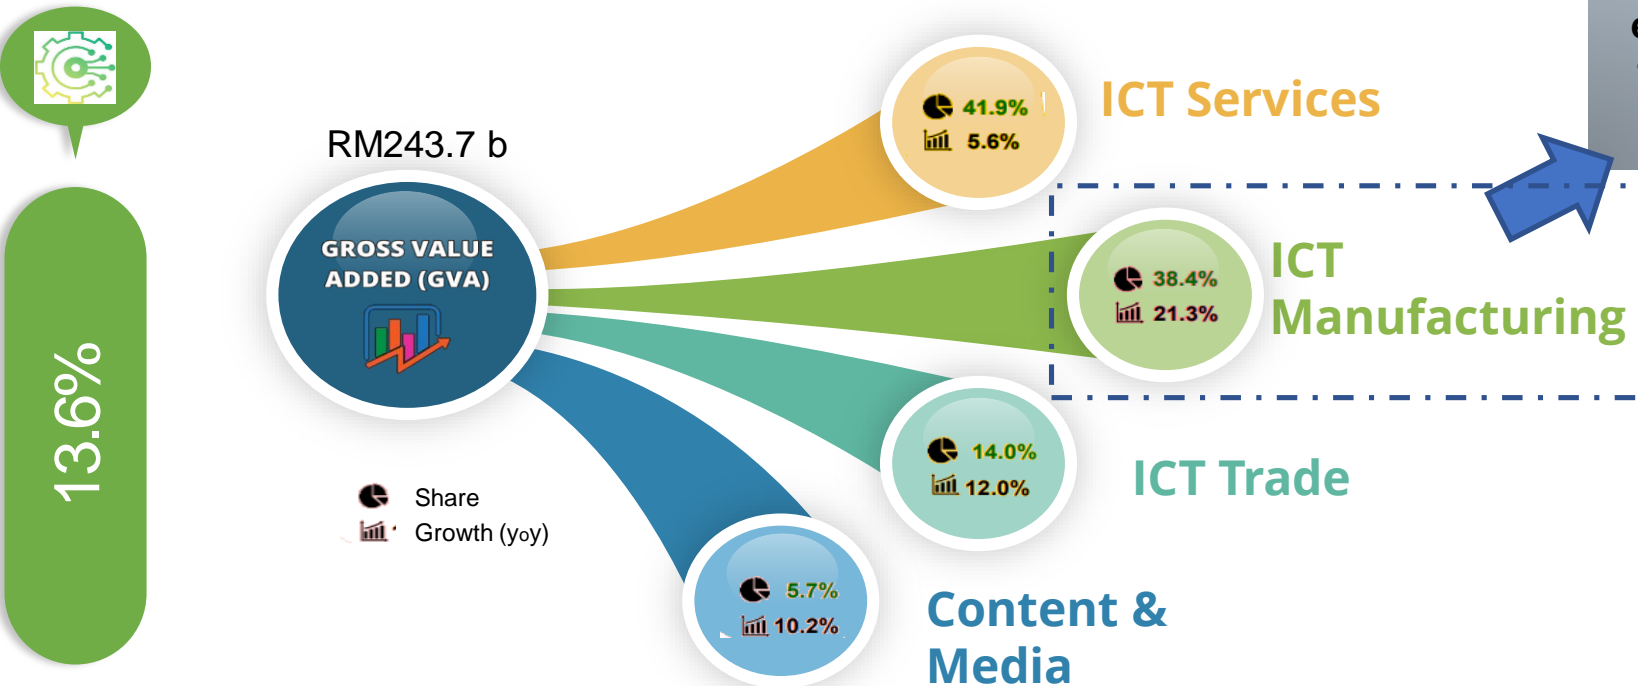 13.6%
RM243.7 b
GROSS VALUE
ADDED (GVA)
Share
Growth (yoy)
41.9%
5.6%
ICT Services
38.4%
21.3%
ICT
Manufacturing
14.0%
12.0%
ICT Trade
5.7%
10.2%
Content &
Media